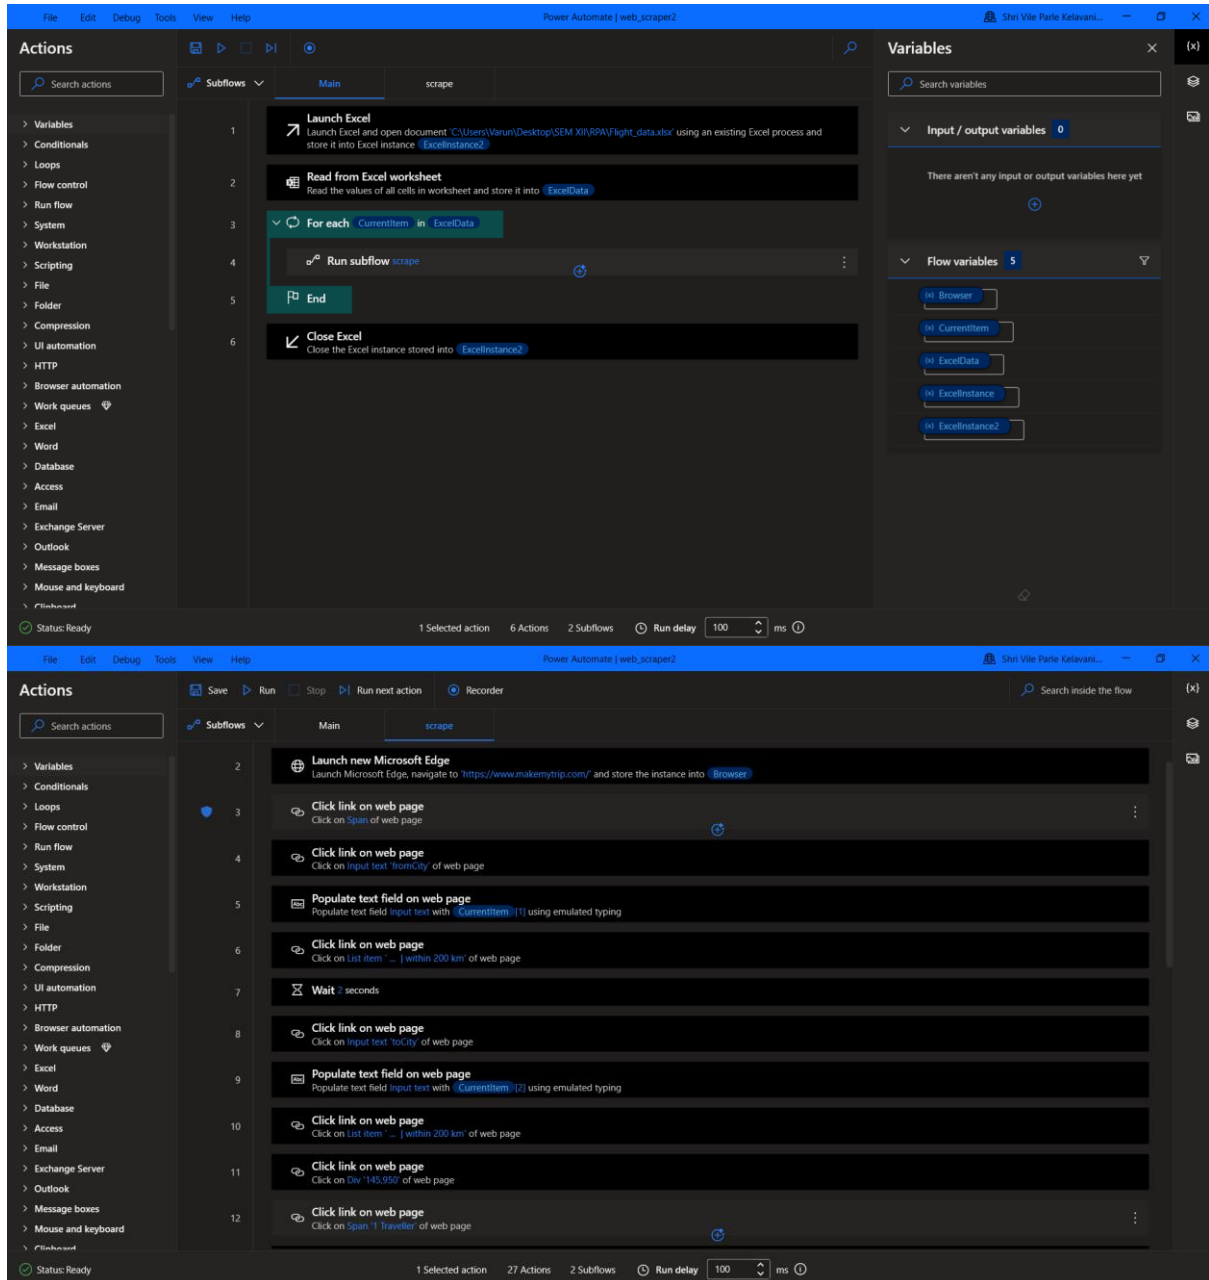 File Edit Debug Tools View Help Power Automate | web_scraper2 Shri Vile Parle Kelavani...
Actions
Search actions
Subflows Main scrape
Variables
Search variables
{x}
> Variables
> Conditionals
> Loops
> Flow control
> Run flow
> System
> Workstation
> Scripting
> File
> Folder
> Compression
> UI automation
> HTTP
> Browser automation
> Work queues
> Excel
> Word
> Database
> Access
> Email
> Exchange Server
> Outlook
> Message boxes
> Mouse and keyboard
> Clipboard
1 Launch Excel
Launch Excel and open document 'C:\Users\Varun\Desktop\SEM XII\RPA\Flight_data.xlsx' using an existing Excel process and
store it into Excel instance ExcelInstance2
2 Read from Excel worksheet
Read the values of all cells in worksheet and store it into ExcelData
3 For each CurrentItem in ExcelData
4 Run subflow scrape
5 End
6 Close Excel
Close the Excel instance stored into ExcelInstance2
Input / output variables 0
There aren't any input or output variables here yet
Flow variables 5
{x} Browser
{x} CurrentItem
{x} ExcelData
{x} ExcelInstance
{x} ExcelInstance2
Status: Ready 1 Selected action 6 Actions 2 Subflows Run delay 100 ms
File Edit Debug Tools View Help Power Automate | web_scraper2 Shri Vile Parle Kelavani...
Actions
Save Run Stop Run next action Recorder Search inside the flow {x}
Search actions
Subflows Main scrape
> Variables
> Conditionals
> Loops
> Flow control
> Run flow
> System
> Workstation
> Scripting
> File
> Folder
> Compression
> UI automation
> HTTP
> Browser automation
> Work queues
> Excel
> Word
> Database
> Access
> Email
> Exchange Server
> Outlook
> Message boxes
> Mouse and keyboard
> Clipboard
2 Launch new Microsoft Edge
Launch Microsoft Edge, navigate to 'https://www.makemytrip.com/' and store the instance into Browser
3 Click link on web page
Click on Span of web page
4 Click link on web page
Click on Input text 'fromCity' of web page
5 Populate text field on web page
Populate text field Input text with CurrentItem [1] using emulated typing
6 Click link on web page
Click on List item ' ... | within 200 km' of web page
7 Wait 2 seconds
8 Click link on web page
Click on Input text 'toCity' of web page
9 Populate text field on web page
Populate text field Input text with CurrentItem [2] using emulated typing
10 Click link on web page
Click on List item ' ... | within 200 km' of web page
11 Click link on web page
Click on Div '145,950' of web page
12 Click link on web page
Click on Span '1 Traveller' of web page
Status: Ready 1 Selected action 27 Actions 2 Subflows Run delay 100 ms